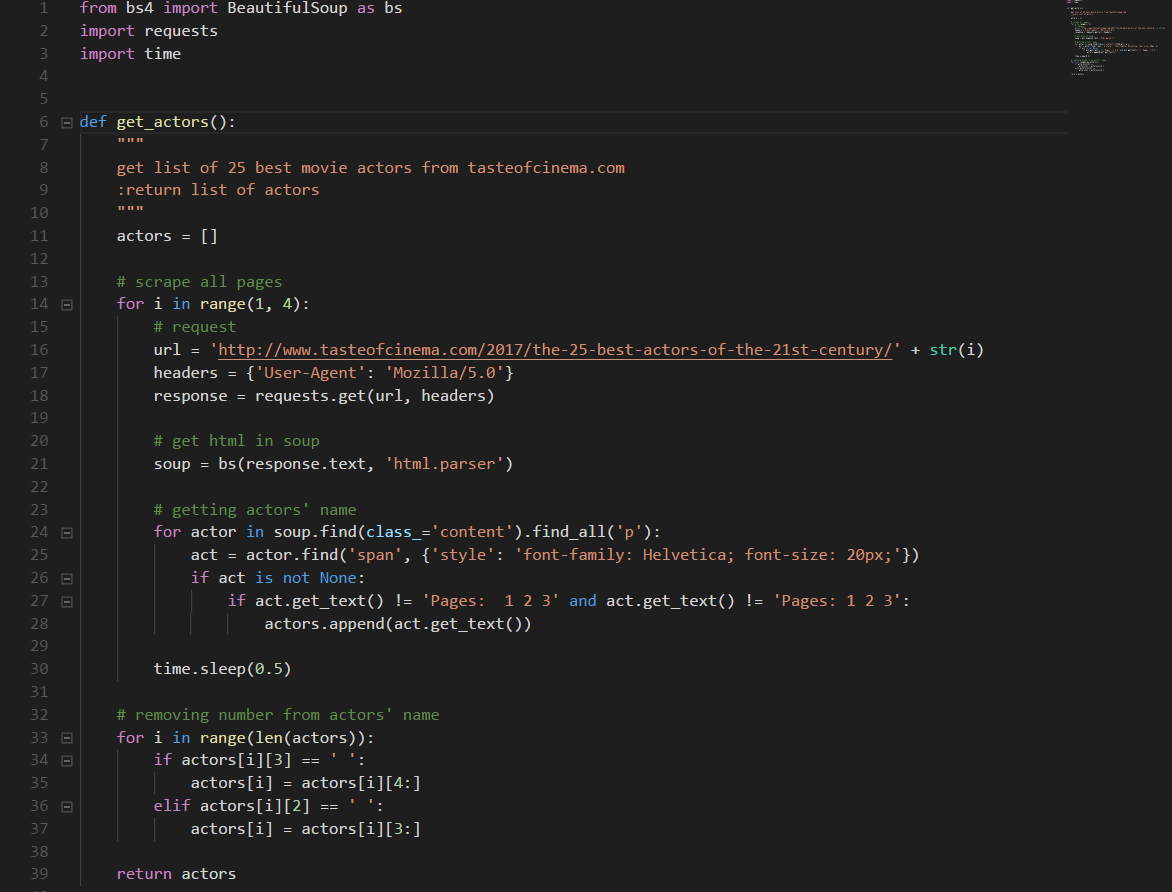 1 from bs4 import BeautifulSoup as bs
2 import requests
3 import time
4
5
6 def get_actors():
7     """
8     get list of 25 best movie actors from tasteofcinema.com
9     :return list of actors
10     """
11     actors = []
12
13     # scrape all pages
14     for i in range(1, 4):
15         # request
16         url = 'http://www.tasteofcinema.com/2017/the-25-best-actors-of-the-21st-century/' + str(i)
17         headers = {'User-Agent': 'Mozilla/5.0'}
18         response = requests.get(url, headers)
19
20         # get html in soup
21         soup = bs(response.text, 'html.parser')
22
23         # getting actors' name
24         for actor in soup.find(class_='content').find_all('p'):
25             act = actor.find('span', {'style': 'font-family: Helvetica; font-size: 20px;'})
26             if act is not None:
27                 if act.get_text() != 'Pages:  1 2 3' and act.get_text() != 'Pages: 1 2 3':
28                     actors.append(act.get_text())
29
30         time.sleep(0.5)
31
32     # removing number from actors' name
33     for i in range(len(actors)):
34         if actors[i][3] == ' ':
35             actors[i] = actors[i][4:]
36         elif actors[i][2] == ' ':
37             actors[i] = actors[i][3:]
38
39     return actors